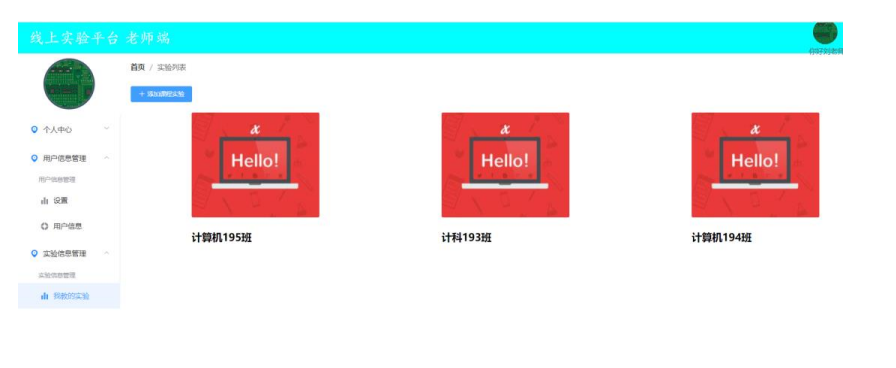 线上实验平台 老师端
你好刘老师
首页 / 实验列表
+ 添加课程实验
个人中心
用户信息管理
用户信息管理
设置
用户信息
实验信息管理
实验信息管理
我教的实验
x
Hello!
计算机195班
x
Hello!
计科193班
x
Hello!
计算机194班